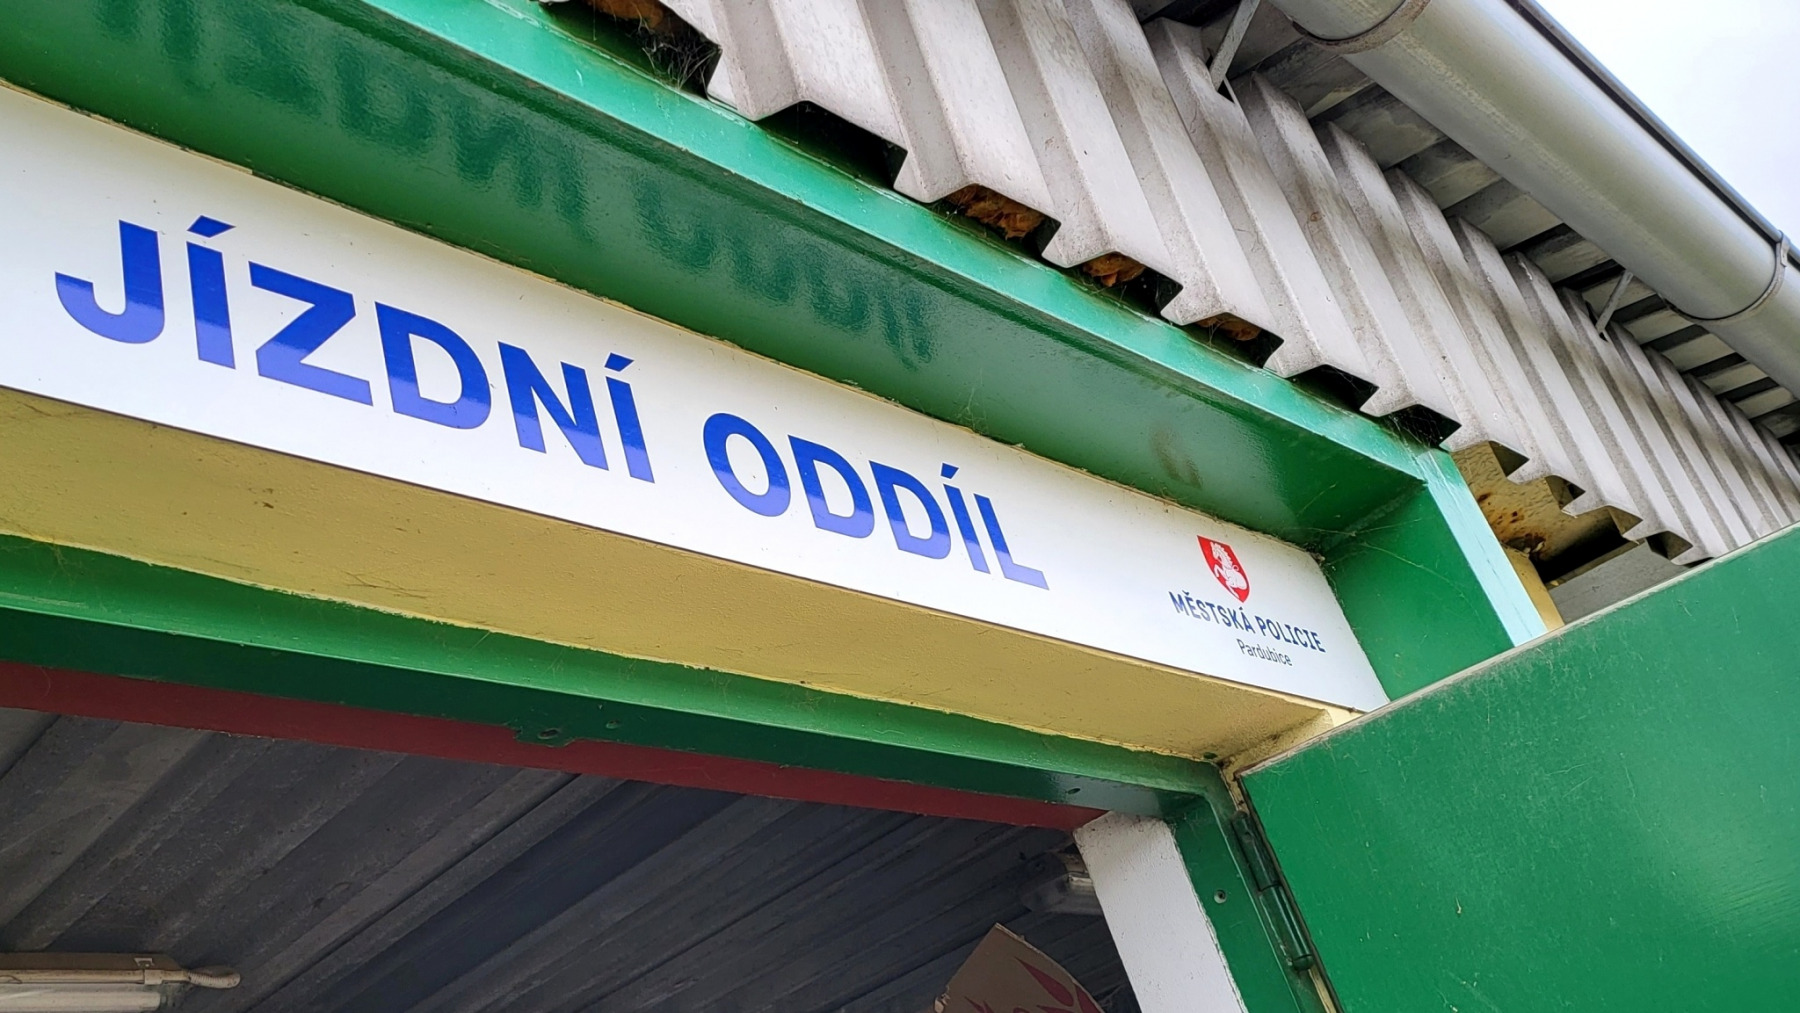 JÍZDNÍ ODDÍL
MĚSTSKÁ POLICIE
Pardubice